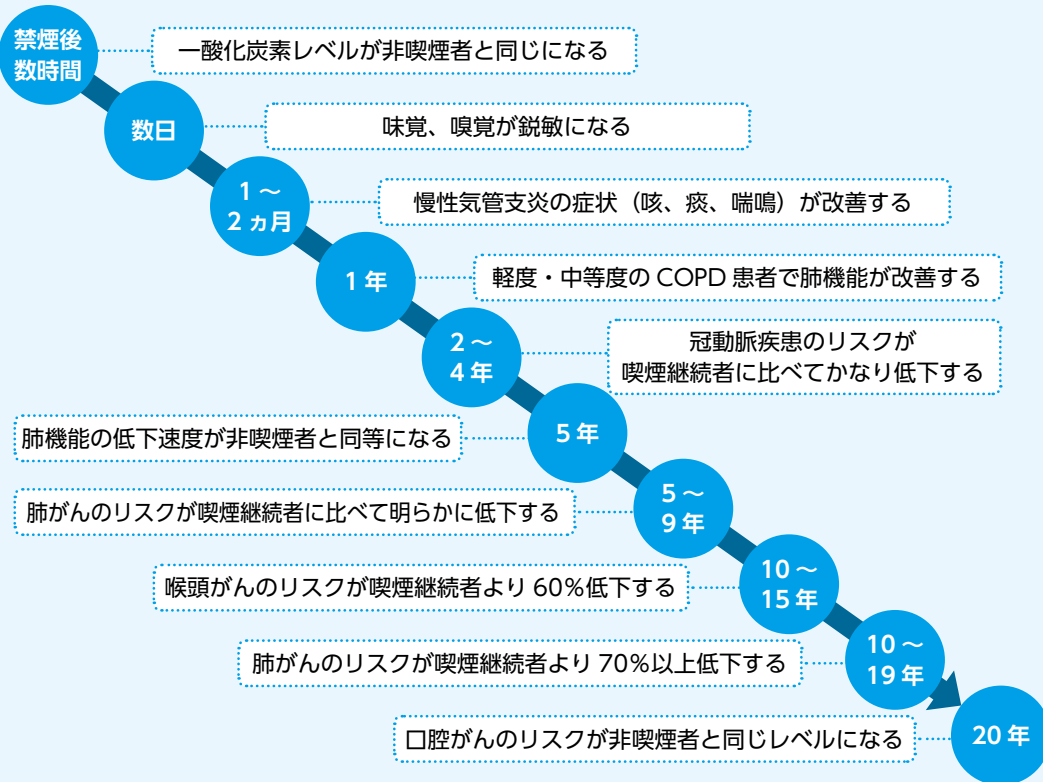 禁煙後
数時間
一酸化炭素レベルが非喫煙者と同じになる
数日
味覚、嗅覚が鋭敏になる
1～
2ヵ月
慢性気管支炎の症状（咳、痰、喘鳴）が改善する
1年
軽度・中等度の COPD 患者で肺機能が改善する
2～
4年
冠動脈疾患のリスクが
喫煙継続者に比べてかなり低下する
5年
肺機能の低下速度が非喫煙者と同等になる
5～
9年
肺がんのリスクが喫煙継続者に比べて明らかに低下する
10～
15年
喉頭がんのリスクが喫煙継続者より 60％低下する
10～
19年
肺がんのリスクが喫煙継続者より 70％以上低下する
20年
口腔がんのリスクが非喫煙者と同じレベルになる